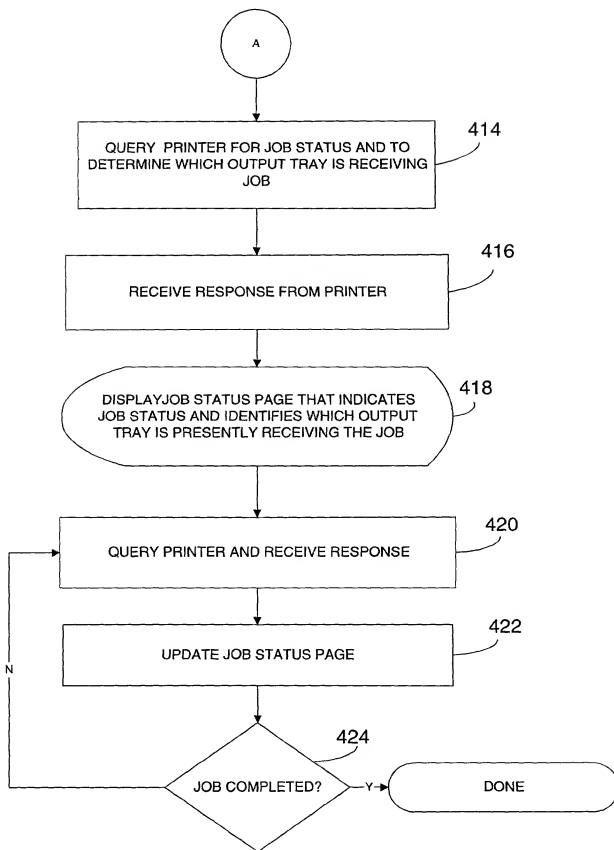 A
QUERY PRINTER FOR JOB STATUS AND TO
DETERMINE WHICH OUTPUT TRAY IS RECEIVING
JOB
414
RECEIVE RESPONSE FROM PRINTER
416
DISPLAYJOB STATUS PAGE THAT INDICATES
JOB STATUS AND IDENTIFIES WHICH OUTPUT
TRAY IS PRESENTLY RECEIVING THE JOB
418
QUERY PRINTER AND RECEIVE RESPONSE
420
UPDATE JOB STATUS PAGE
422
N
424
JOB COMPLETED?
Y
DONE